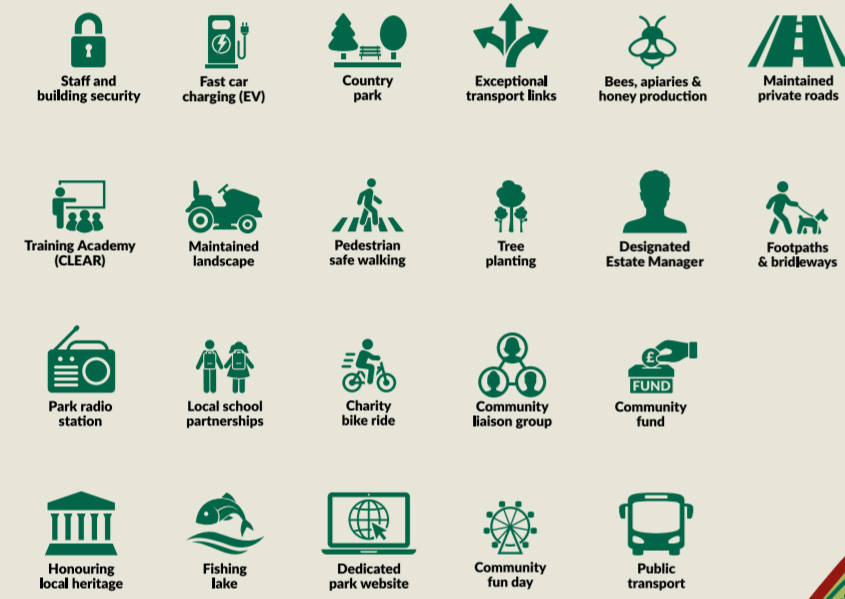 Staff and
building security
Fast car
charging (EV)
Country
park
Exceptional
transport links
Bees, apiaries &
honey production
Maintained
private roads
Training Academy
(CLEAR)
Maintained
landscape
Pedestrian
safe walking
Tree
planting
Designated
Estate Manager
Footpaths
& bridleways
Park radio
station
Local school
partnerships
Charity
bike ride
Community
liaison group
£
FUND
Community
fund
Honouring
local heritage
Fishing
lake
Dedicated
park website
Community
fun day
Public
transport